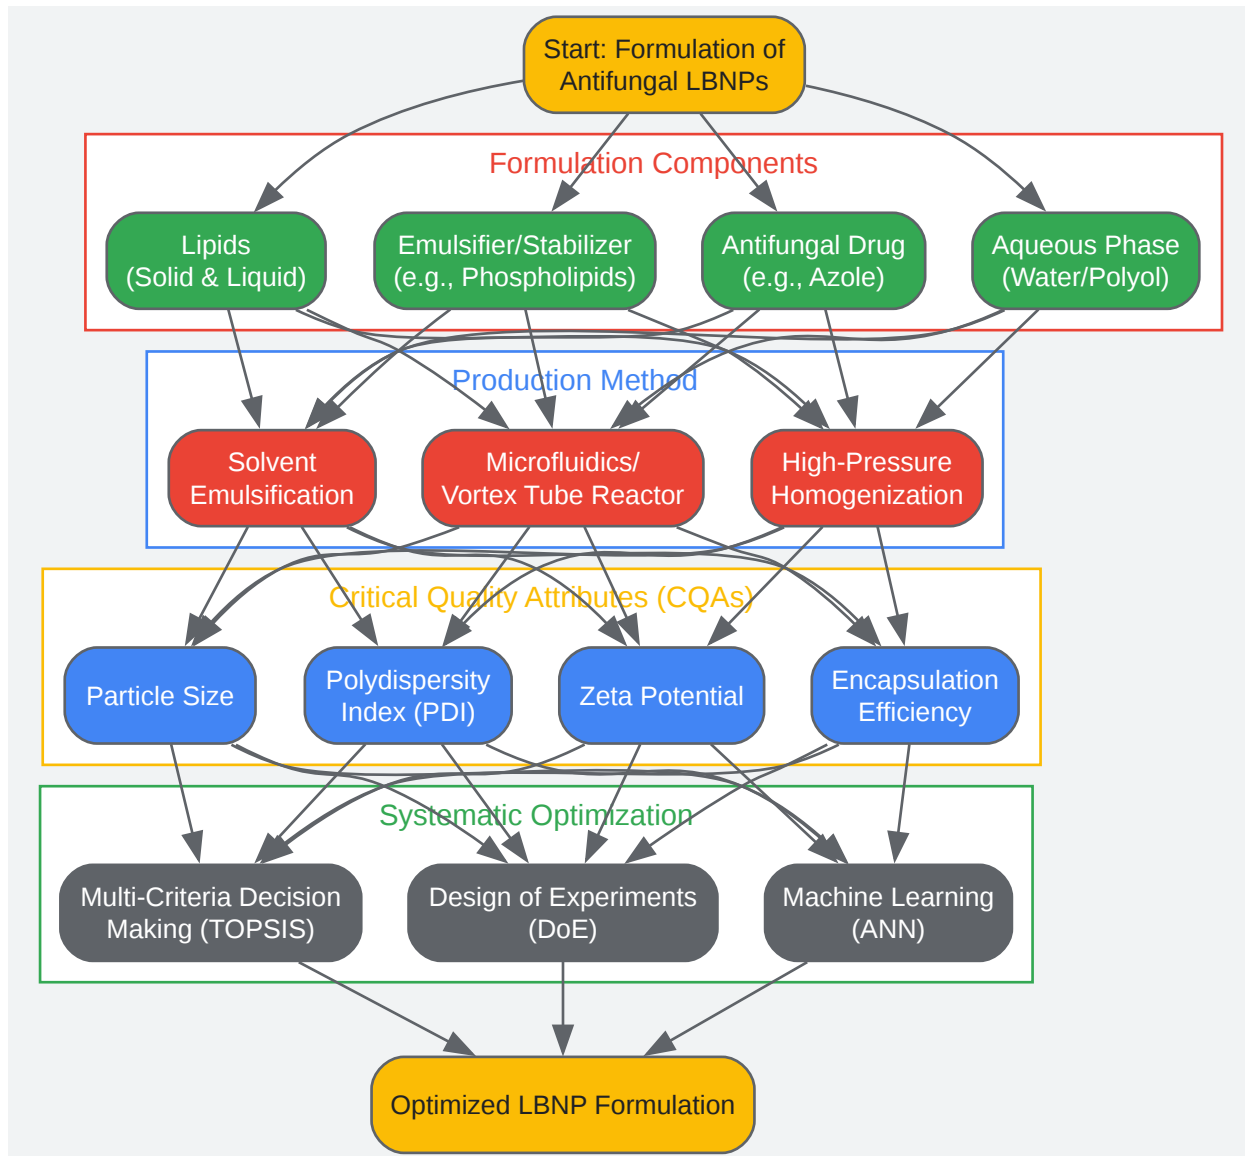 Start: Formulation of
Antifungal LBNPs
Formulation Components
Lipids
(Solid & Liquid)
Emulsifier/Stabilizer
(e.g., Phospholipids)
Antifungal Drug
(e.g., Azole)
Aqueous Phase
(Water/Polyol)
Production Method
Solvent
Emulsification
Microfluidics/
Vortex Tube Reactor
High-Pressure
Homogenization
Critical Quality Attributes (CQAs)
Particle Size
Polydispersity
Index (PDI)
Zeta Potential
Encapsulation
Efficiency
Systematic Optimization
Multi-Criteria Decision
Making (TOPSIS)
Design of Experiments
(DoE)
Machine Learning
(ANN)
Optimized LBNP Formulation